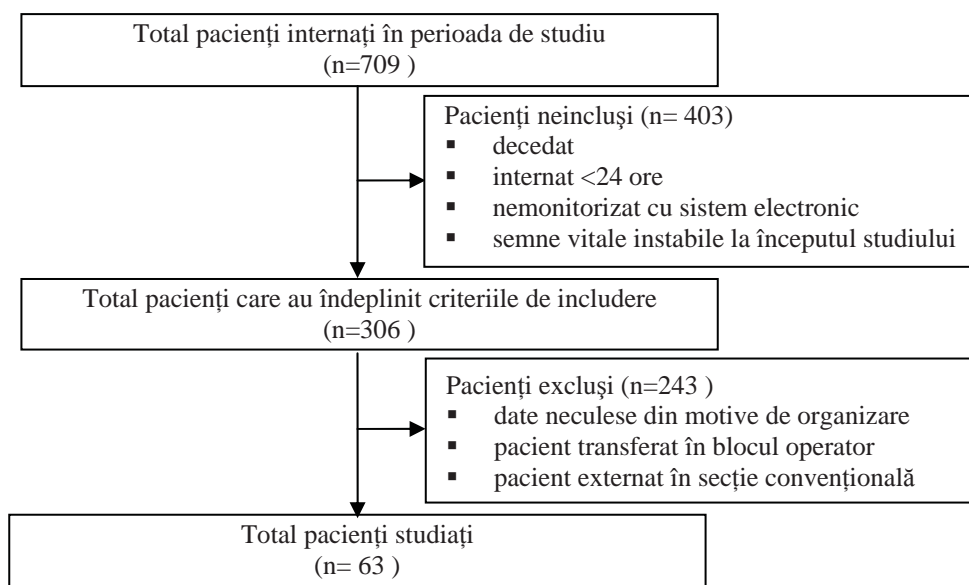 Total pacienți internați în perioada de studiu
(n=709 )
Pacienți neincluşi (n= 403)
▪ decedat
▪ internat <24 ore
▪ nemonitorizat cu sistem electronic
▪ semne vitale instabile la începutul studiului
Total pacienți care au îndeplinit criteriile de includere
(n=306 )
Pacienți excluşi (n=243 )
▪ date neculese din motive de organizare
▪ pacient transferat în blocul operator
▪ pacient externat în secție convențională
Total pacienți studiați
(n= 63 )